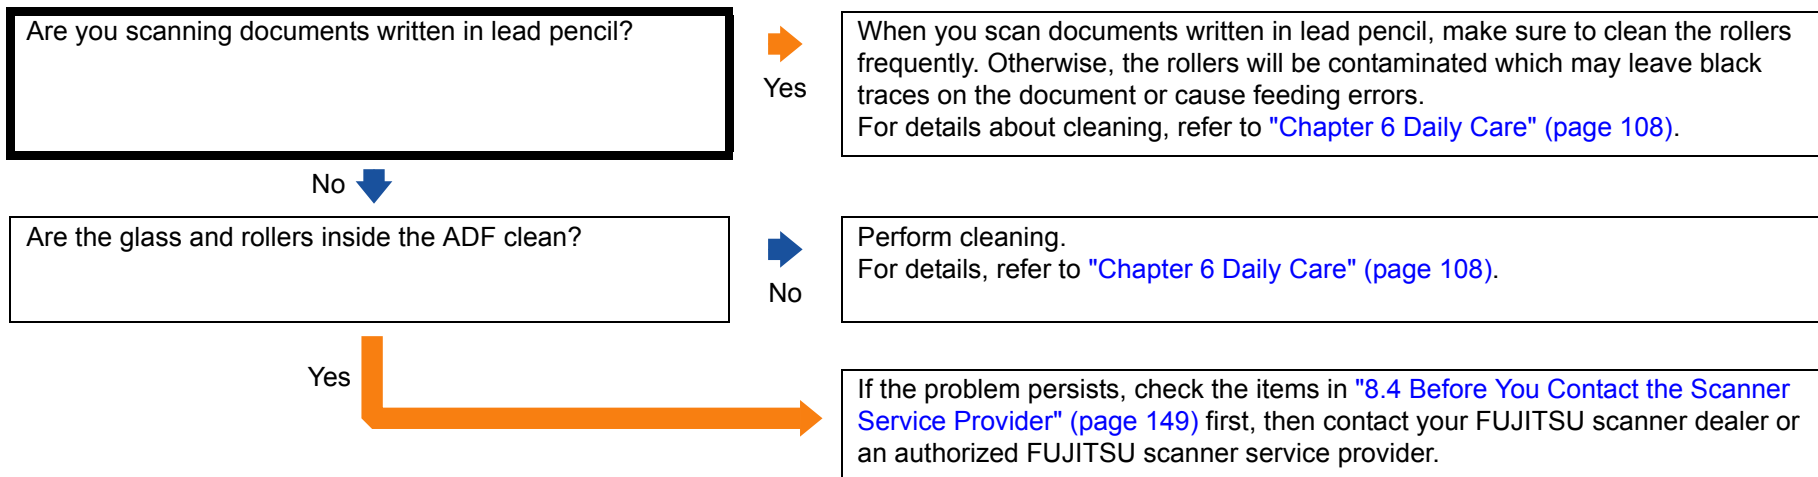 Are you scanning documents written in lead pencil?
Yes
When you scan documents written in lead pencil, make sure to clean the rollers
frequently. Otherwise, the rollers will be contaminated which may leave black
traces on the document or cause feeding errors.
For details about cleaning, refer to "Chapter 6 Daily Care" (page 108).
No
Are the glass and rollers inside the ADF clean?
No
Perform cleaning.
For details, refer to "Chapter 6 Daily Care" (page 108).
Yes
If the problem persists, check the items in "8.4 Before You Contact the Scanner
Service Provider" (page 149) first, then contact your FUJITSU scanner dealer or
an authorized FUJITSU scanner service provider.